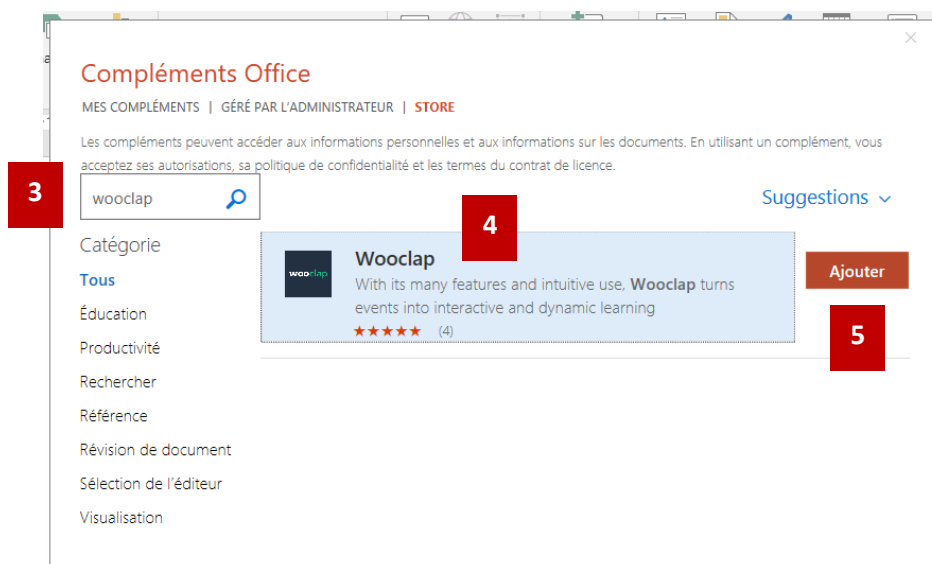 Compléments Office
MES COMPLÉMENTS | GÉRÉ PAR L'ADMINISTRATEUR | STORE
Les compléments peuvent accéder aux informations personnelles et aux informations sur les documents. En utilisant un complément, vous
acceptez ses autorisations, sa politique de confidentialité et les termes du contrat de licence.
3
wooclap
Suggestions
4
Catégorie
Tous
Éducation
Productivité
Rechercher
Référence
Révision de document
Sélection de l'éditeur
Visualisation
wooclap
Wooclap
With its many features and intuitive use, Wooclap turns
events into interactive and dynamic learning
★★★★★ (4)
Ajouter
5